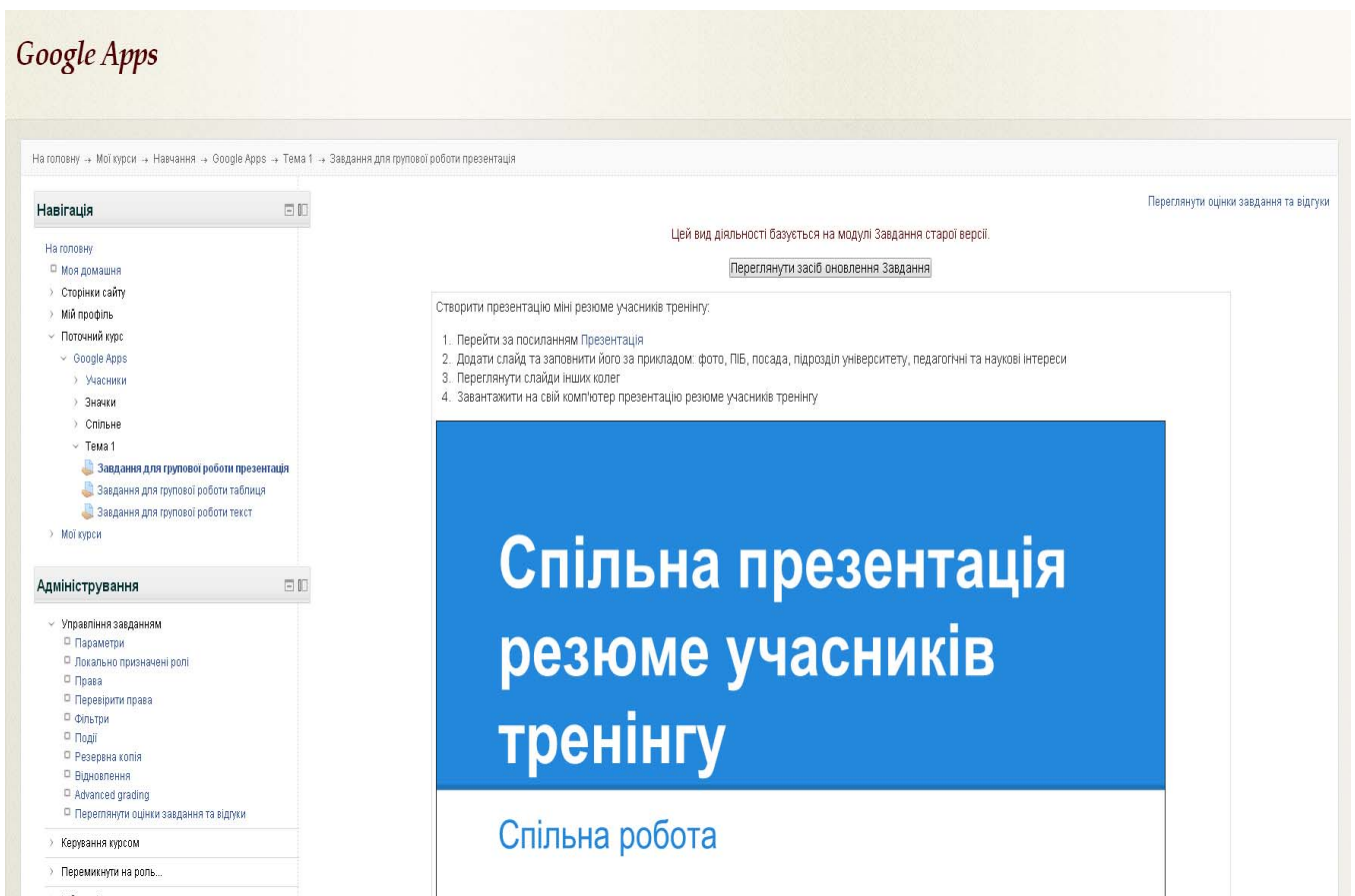 Google Apps
На головну → Мої курси → Навчання → Google Apps → Тема 1 → Завдання для групової роботи презентація
Навігація
На головну
Моя домашня
Сторінки сайту
Мій профіль
Поточний курс
Google Apps
Учасники
Значки
Спільне
Тема 1
Завдання для групової роботи презентація
Завдання для групової роботи таблиця
Завдання для групової роботи текст
Мої курси
Адміністрування
Управління завданням
Параметри
Локально призначені ролі
Права
Перевірити права
Фільтри
Події
Резервна копія
Відновлення
Advanced grading
Переглянути оцінки завдання та відгуки
Керування курсом
Перемикнути на роль...
Переглянути оцінки завдання та відгуки
Цей вид діяльності базується на модулі Завдання старої версії.
Переглянути засіб оновлення Завдання
Створити презентацію міні резюме учасників тренінгу:
1. Перейти за посиланням Презентація
2. Додати слайд та заповнити його за прикладом: фото, ПІБ, посада, підрозділ університету, педагогічні та наукові інтереси
3. Переглянути слайди інших колег
4. Завантажити на свій комп'ютер презентацію резюме учасників тренінгу
Спільна презентація
резюме учасників
тренінгу
Спільна робота